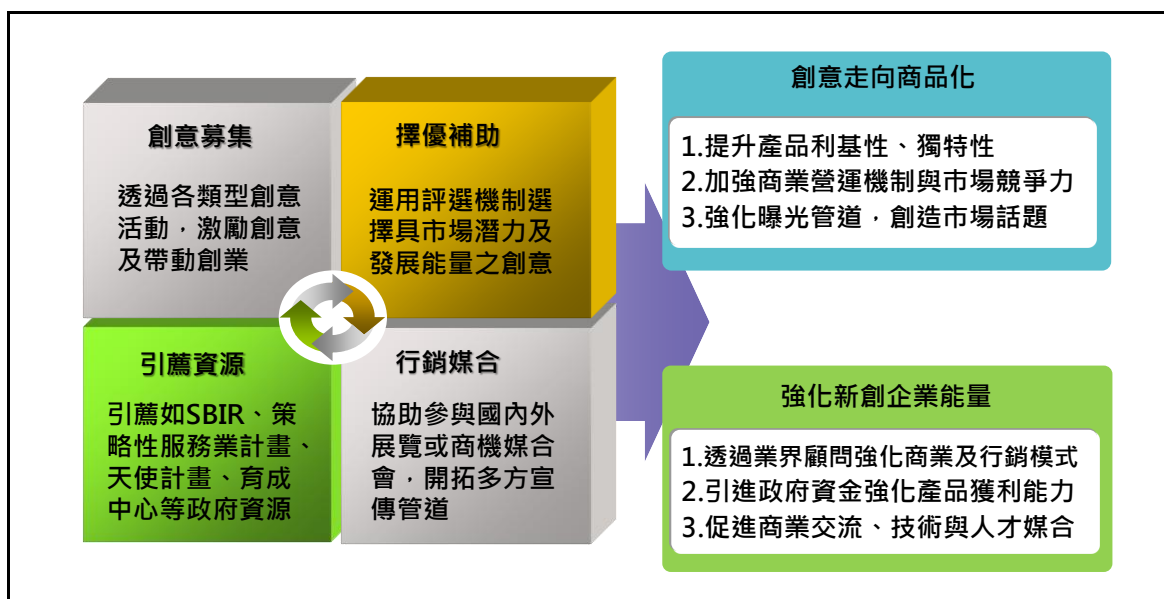 創意募集
透過各類型創意
活動，激勵創意
及帶動創業
擇優補助
運用評選機制選
擇具市場潛力及
發展能量之創意
引薦資源
引薦如SBIR、策
略性服務業計畫、
天使計畫、育成
中心等政府資源
行銷媒合
協助參與國內外
展覽或商機媒合
會，開拓多方宣
傳管道
創意走向商品化
1.提升產品利基性、獨特性
2.加強商業營運機制與市場競爭力
3.強化曝光管道，創造市場話題
強化新創企業能量
1.透過業界顧問強化商業及行銷模式
2.引進政府資金強化產品獲利能力
3.促進商業交流、技術與人才媒合